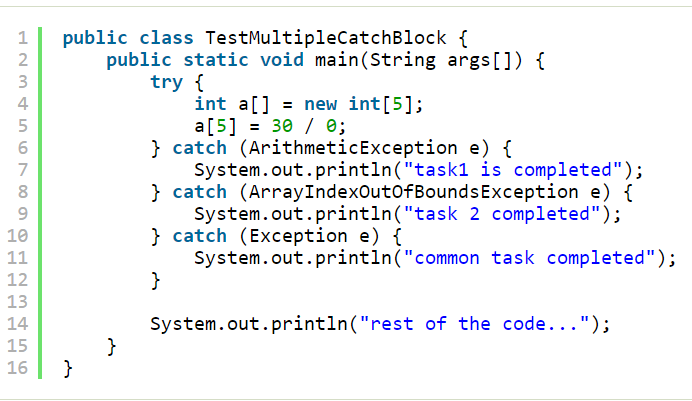 1 public class TestMultipleCatchBlock {
2     public static void main(String args[]) {
3         try {
4             int a[] = new int[5];
5             a[5] = 30 / 0;
6         } catch (ArithmeticException e) {
7             System.out.println("task1 is completed");
8         } catch (ArrayIndexOutOfBoundsException e) {
9             System.out.println("task 2 completed");
10         } catch (Exception e) {
11             System.out.println("common task completed");
12         }
13
14         System.out.println("rest of the code...");
15     }
16 }